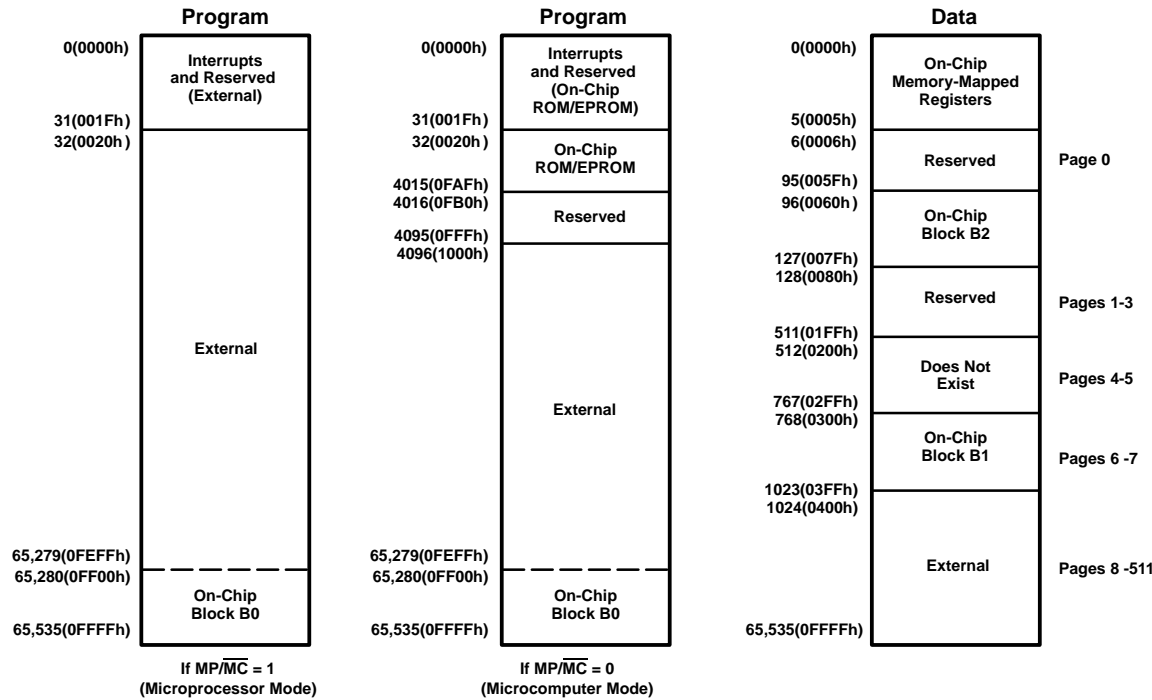 Program
0(0000h)
Interrupts
and Reserved
(External)
31(001Fh)
32(0020h)
External
65,279(0FEFFh)
65,280(0FF00h)
On-Chip
Block B0
65,535(0FFFFh)
If MP/MC = 1
(Microprocessor Mode)
Program
0(0000h)
Interrupts
and Reserved
(On-Chip
ROM/EPROM)
31(001Fh)
32(0020h)
On-Chip
ROM/EPROM
4015(0FAFh)
4016(0FB0h)
Reserved
4095(0FFFh)
4096(1000h)
External
65,279(0FEFFh)
65,280(0FF00h)
On-Chip
Block B0
65,535(0FFFFh)
If MP/MC = 0
(Microcomputer Mode)
Data
0(0000h)
On-Chip
Memory-Mapped
Registers
5(0005h)
6(0006h)
Reserved
Page 0
95(005Fh)
96(0060h)
On-Chip
Block B2
127(007Fh)
128(0080h)
Reserved
Pages 1-3
511(01FFh)
512(0200h)
Does Not
Exist
Pages 4-5
767(02FFh)
768(0300h)
On-Chip
Block B1
Pages 6 -7
1023(03FFh)
1024(0400h)
External
Pages 8 -511
65,535(0FFFFh)